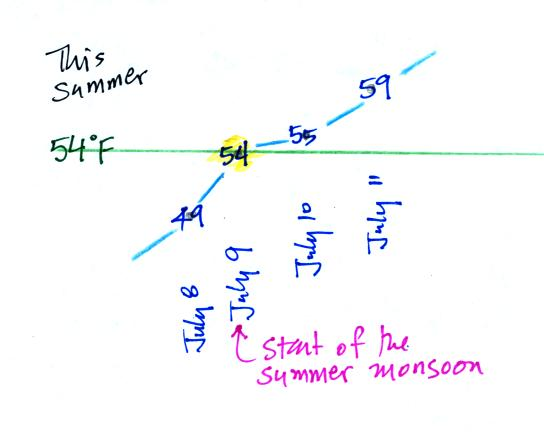 This
Summer
59
55
54°F
54
49
July 8
July 9
July 10
July 11
start of the
summer monsoon